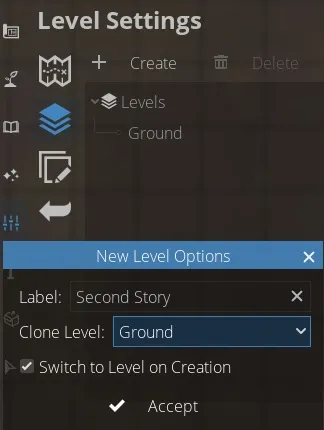 Level Settings
Create Delete
Levels
Ground
New Level Options
Label: Second Story
Clone Level: Ground
Switch to Level on Creation
Accept